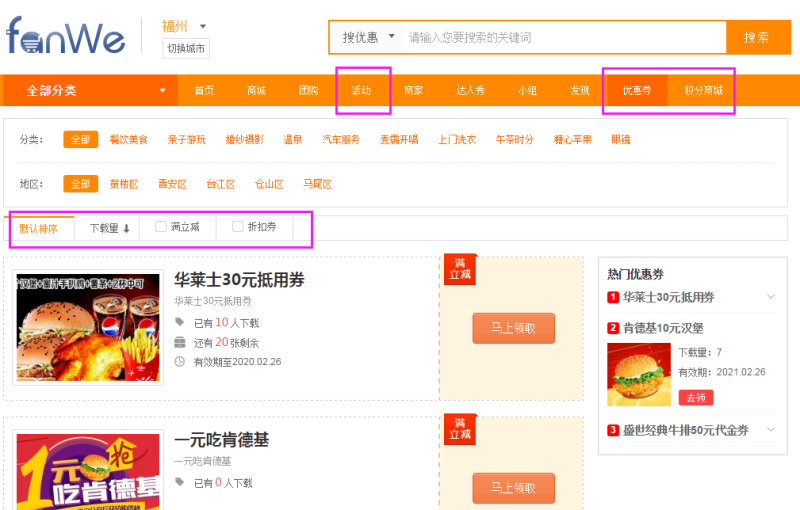 fanWe
福州
切换城市
搜优惠 请输入您要搜索的关键词 搜索
全部分类 首页 商城 团购 活动 商家 达人秀 小组 发现 优惠券 积分商城
分类: 全部 餐饮美食 亲子游玩 婚纱摄影 温泉 汽车服务 麦霸开唱 上门洗衣 午茶时分 糖心苹果 眼镜
地区: 全部 鼓楼区 晋安区 台江区 仓山区 马尾区
默认排序 下载量 满立减 折扣券
汉堡+蜜汁手扒鸡+薯条+2杯中可
华莱士30元抵用券
华莱士30元抵用券
已有 10 人下载
还有 20 张剩余
有效期至2020.02.26
满
立减
马上领取
热门优惠券
1 华莱士30元抵用券
2 肯德基10元汉堡
下载量: 7
有效期: 2021.02.26
去领
3 盛世经典牛排50元代金券
1元抢
吃肯德基
一元吃肯德基
一元吃肯德基
已有 0 人下载
满
立减
马上领取